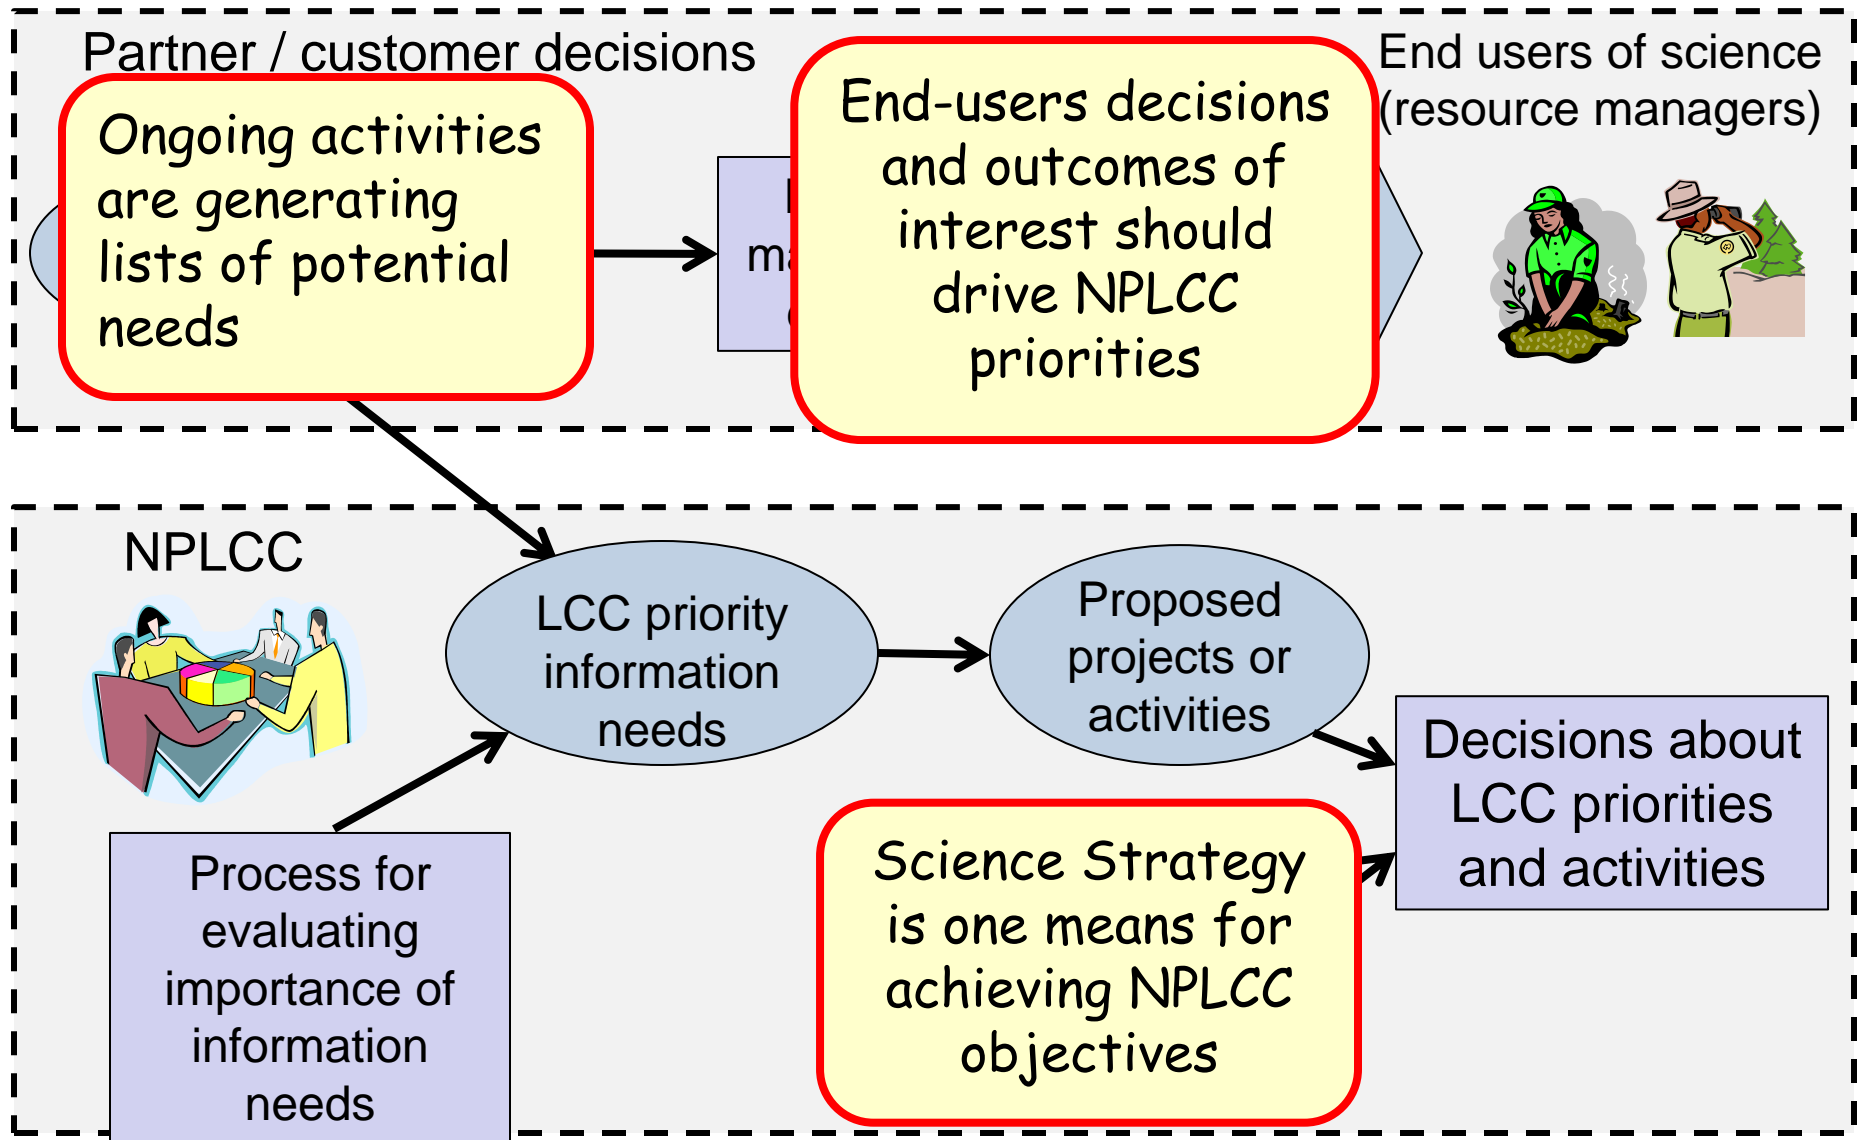 Partner / customer decisions
End users of science
(resource managers)
Ongoing activities
are generating
lists of potential
needs
End-users decisions
and outcomes of
interest should
drive NPLCC
priorities
NPLCC
LCC priority
information
needs
Proposed
projects or
activities
Decisions about
LCC priorities
and activities
Process for
evaluating
importance of
information
needs
Science Strategy
is one means for
achieving NPLCC
objectives